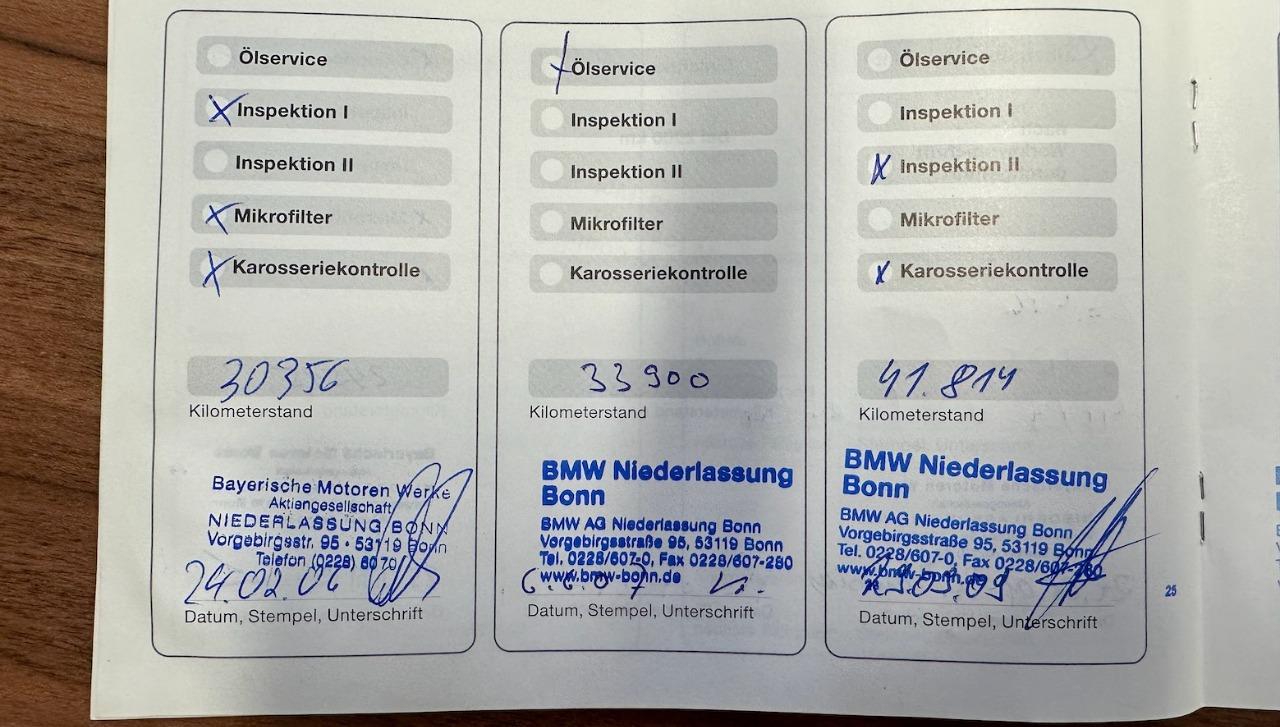 Ölservice
X Inspektion I
Inspektion II
X Mikrofilter
X Karosseriekontrolle
30356
Kilometerstand
Bayerische Motoren Werke
Aktiengesellschaft
NIEDERLASSUNG BONN
Vorgebirgsstr. 95 · 53119 Bonn
Telefon (0228) 6070
24.02.06
Datum, Stempel, Unterschrift
X Ölservice
Inspektion I
Inspektion II
Mikrofilter
Karosseriekontrolle
33900
Kilometerstand
BMW Niederlassung
Bonn
BMW AG Niederlassung Bonn
Vorgebirgsstraße 95, 53119 Bonn
Tel. 0228/607-0, Fax 0228/607-280
www.bmw-bonn.de
Datum, Stempel, Unterschrift
Ölservice
Inspektion I
X Inspektion II
Mikrofilter
X Karosseriekontrolle
41.814
Kilometerstand
BMW Niederlassung
Bonn
BMW AG Niederlassung Bonn
Vorgebirgsstraße 95, 53119 Bonn
Tel. 0228/607-0, Fax 0228/607-280
www.bmw-bonn.de
Datum, Stempel, Unterschrift
25